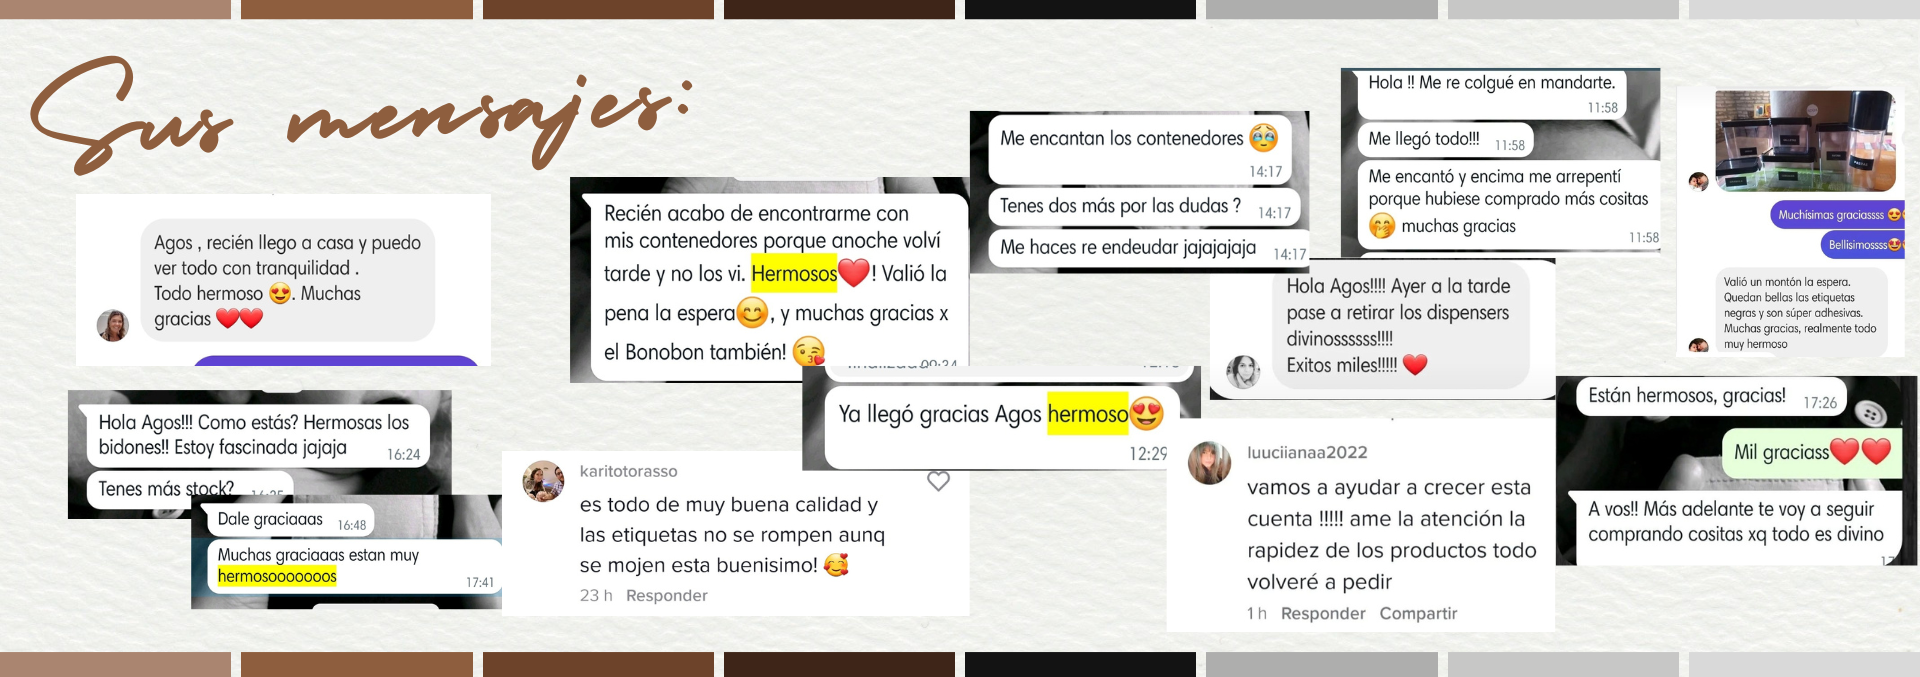 Sus mensajes:
Agos , recién llego a casa y puedo
ver todo con tranquilidad .
Todo hermoso 😍. Muchas
gracias ❤️❤️
Hola Agos!!! Como estás? Hermosas los
bidones!! Estoy fascinada jajaja
16:24
Tenes más stock?
Dale graciaaas
16:48
Muchas graciaaas estan muy
hermosooooooos
17:41
Recién acabo de encontrarme con
mis contenedores porque anoche volví
tarde y no los vi. Hermosos❤️! Valió la
pena la espera😊, y muchas gracias x
el Bonobon también! 😘
karitotorasso
es todo de muy buena calidad y
las etiquetas no se rompen aunq
se mojen esta buenisimo! 🥰
23 h Responder
Ya llegó gracias Agos hermoso😍
12:29
Me encantan los contenedores 🥹
14:17
Tenes dos más por las dudas ?
14:17
Me haces re endeudar jajajajaja
14:17
Hola !! Me re colgué en mandarte.
11:58
Me llegó todo!!!
11:58
Me encantó y encima me arrepentí
porque hubiese comprado más cositas
🤭 muchas gracias
11:58
Hola Agos!!!! Ayer a la tarde
pase a retirar los dispensers
divinosssss!!!!
Exitos miles!!!!! ❤️
luuciianaa2022
vamos a ayudar a crecer esta
cuenta !!!!! ame la atención la
rapidez de los productos todo
volveré a pedir
1 h Responder Compartir
Muchísimas graciassss 😍
Bellisimossss😍
Valió un montón la espera.
Quedan bellas las etiquetas
negras y son súper adhesivas.
Muchas gracias, realmente todo
muy hermoso
Están hermosos, gracias!
17:26
Mil graciass❤️❤️
A vos!! Más adelante te voy a seguir
comprando cositas xq todo es divino